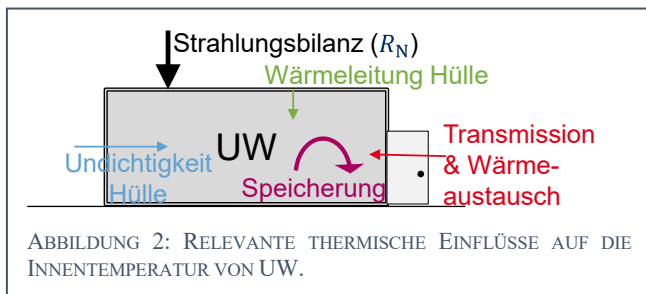 Strahlungsbilanz (R_N)
Wärmeleitung Hülle
UW
Undichtigkeit
Hülle
Speicherung
Transmission
& Wärme-
austausch
ABBILDUNG 2: RELEVANTE THERMISCHE EINFLÜSSE AUF DIE
INNENTEMPERATUR VON UW.